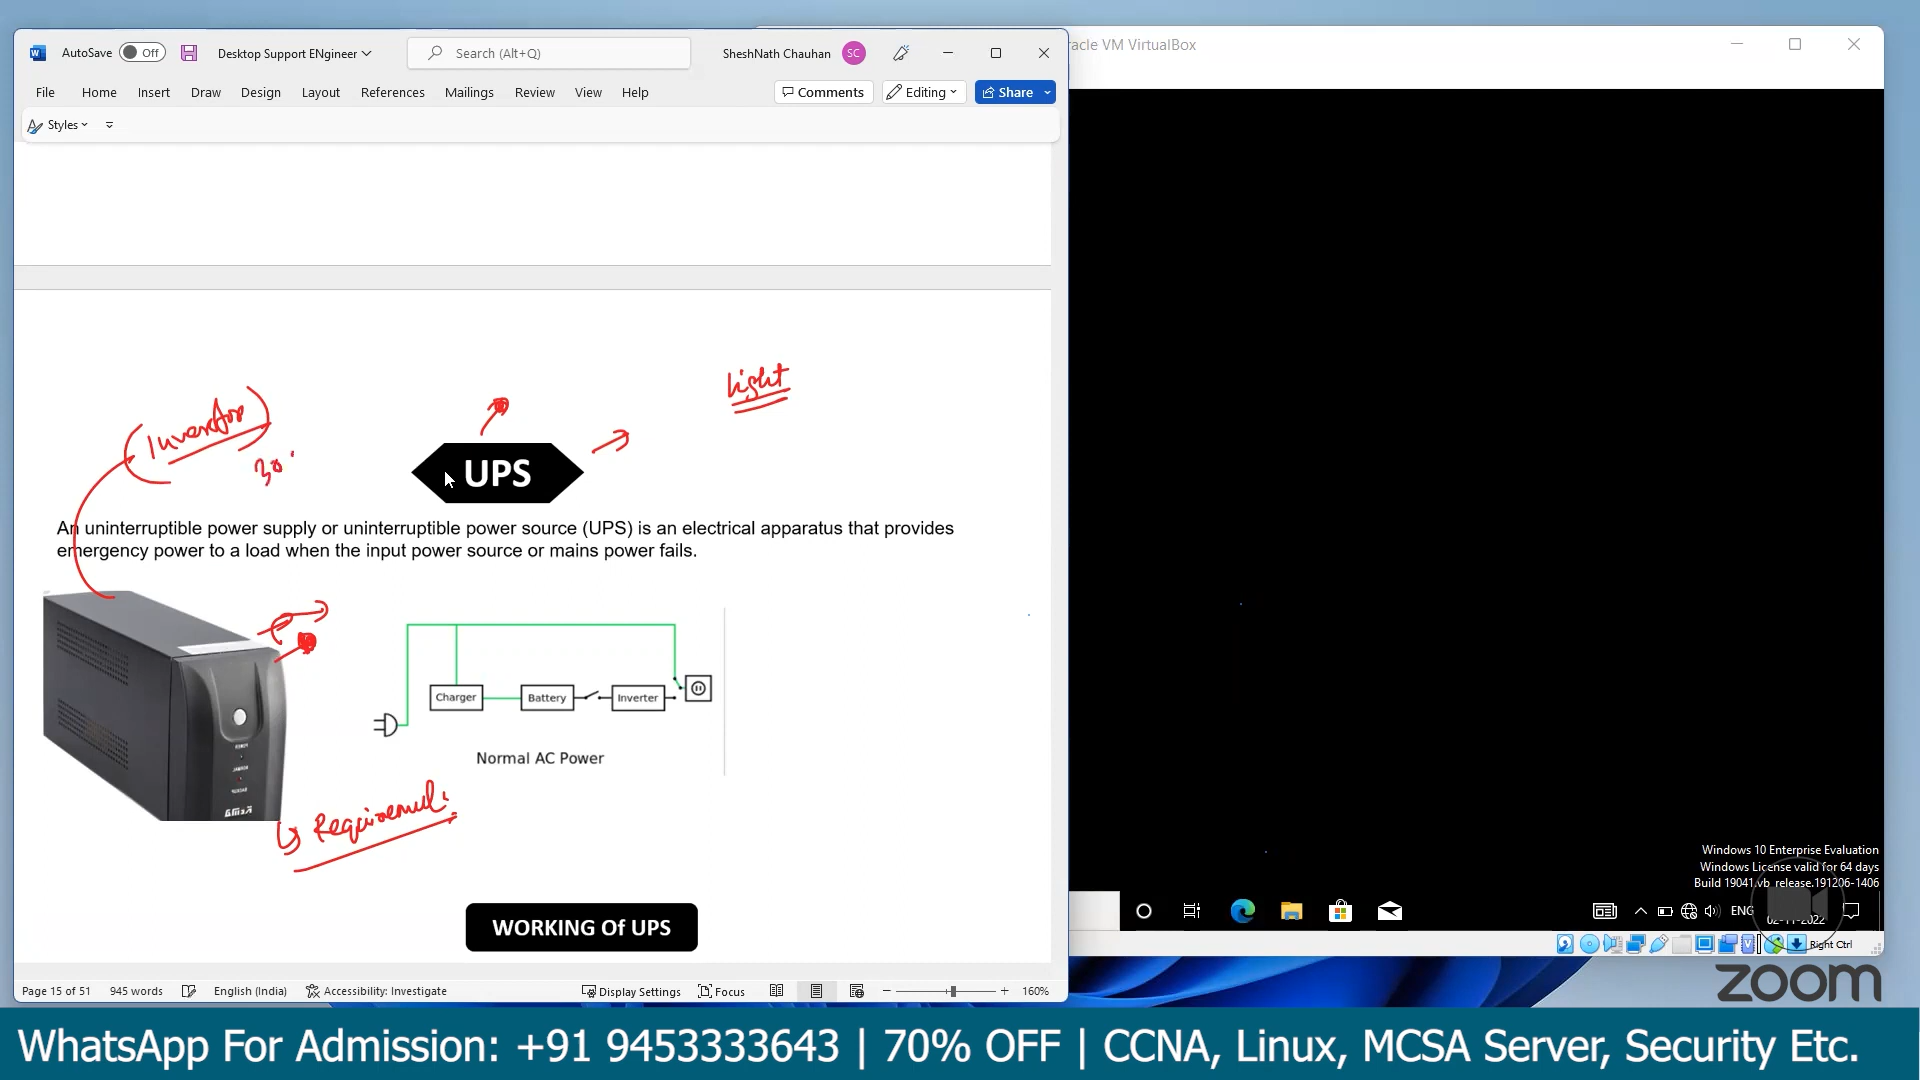 AutoSave Off Desktop Support ENgineer Search (Alt+Q) SheshNath Chauhan SC
File Home Insert Draw Design Layout References Mailings Review View Help Comments Editing Share
Styles
racle VM VirtualBox
light
UPS
An uninterruptible power supply or uninterruptible power source (UPS) is an electrical apparatus that provides
emergency power to a load when the input power source or mains power fails.
Charger Battery Inverter
Normal AC Power
Requirement
WORKING Of UPS
Page 15 of 51 945 words English (India) Accessibility: Investigate Display Settings Focus 160%
Windows 10 Enterprise Evaluation
Windows License valid for 64 days
Build 19041.vb_release.191206-1406
ENG
02-11-2022
Right Ctrl
zoom
WhatsApp For Admission: +91 9453333643 | 70% OFF | CCNA, Linux, MCSA Server, Security Etc.